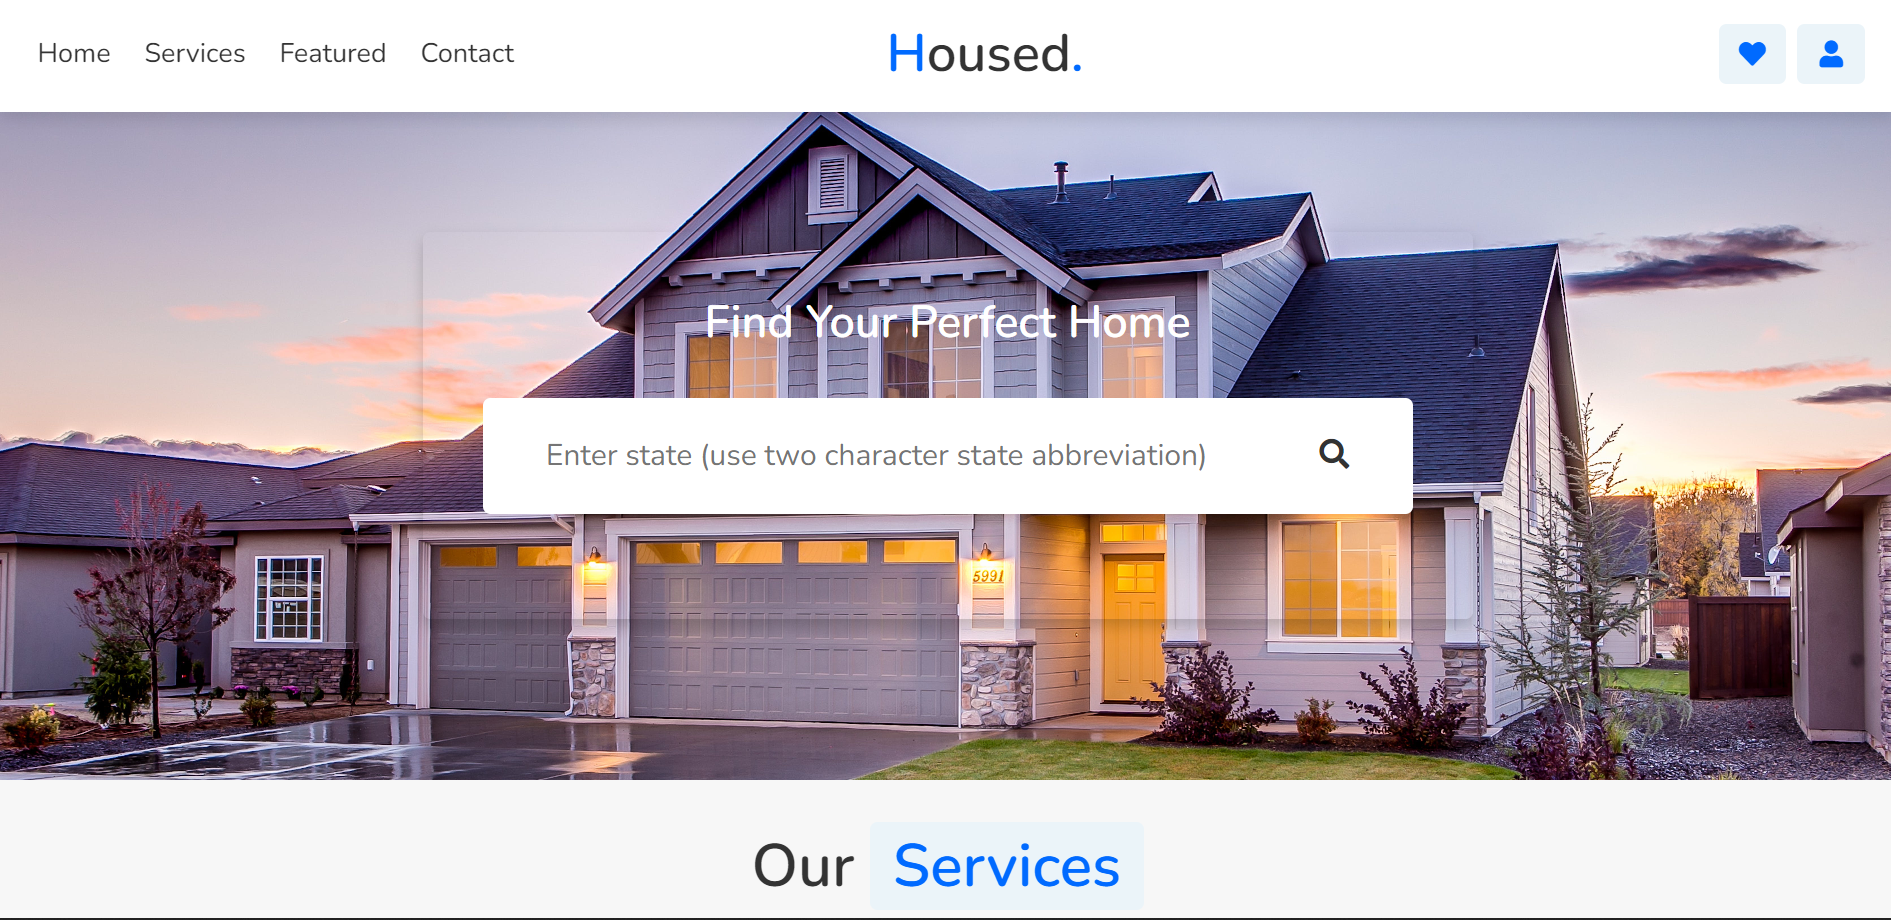 Home Services Featured Contact Housed.
Find Your Perfect Home
Enter state (use two character state abbreviation)
5991
Our Services